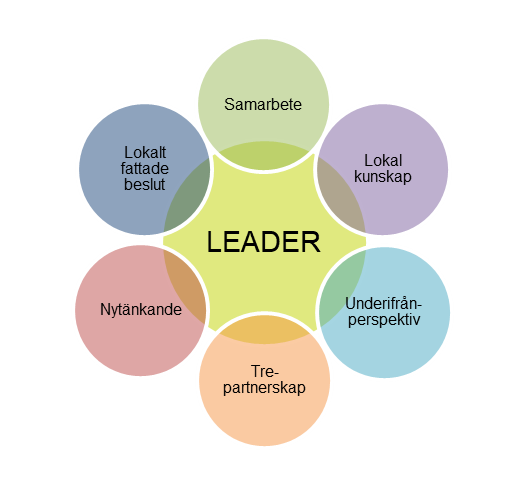 Samarbete
Lokalt
fattade
beslut
Lokal
kunskap
LEADER
Nytänkande
Underifrån-
perspektiv
Tre-
partnerskap